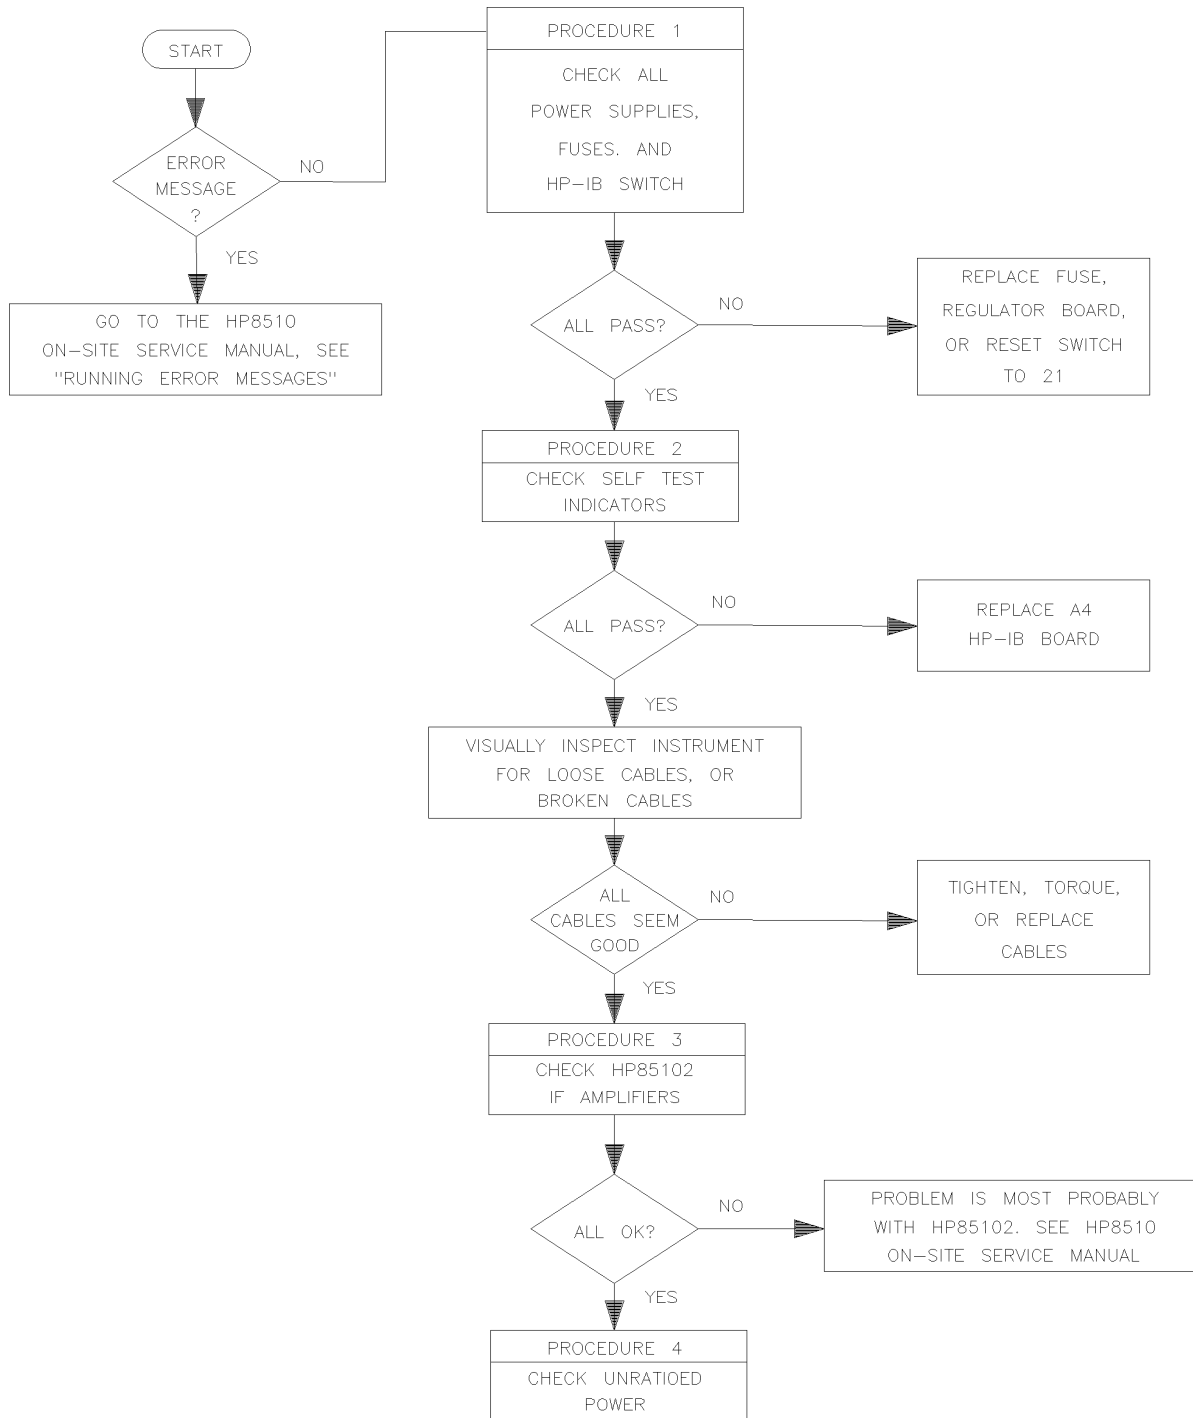 START
ERROR
MESSAGE
?
NO
YES
GO TO THE HP8510
ON-SITE SERVICE MANUAL, SEE
"RUNNING ERROR MESSAGES"
PROCEDURE 1
CHECK ALL
POWER SUPPLIES,
FUSES. AND
HP-IB SWITCH
ALL PASS?
NO
REPLACE FUSE,
REGULATOR BOARD,
OR RESET SWITCH
TO 21
YES
PROCEDURE 2
CHECK SELF TEST
INDICATORS
ALL PASS?
NO
REPLACE A4
HP-IB BOARD
YES
VISUALLY INSPECT INSTRUMENT
FOR LOOSE CABLES, OR
BROKEN CABLES
ALL
CABLES SEEM
GOOD
NO
TIGHTEN, TORQUE,
OR REPLACE
CABLES
YES
PROCEDURE 3
CHECK HP85102
IF AMPLIFIERS
ALL OK?
NO
PROBLEM IS MOST PROBABLY
WITH HP85102. SEE HP8510
ON-SITE SERVICE MANUAL
YES
PROCEDURE 4
CHECK UNRATIOED
POWER